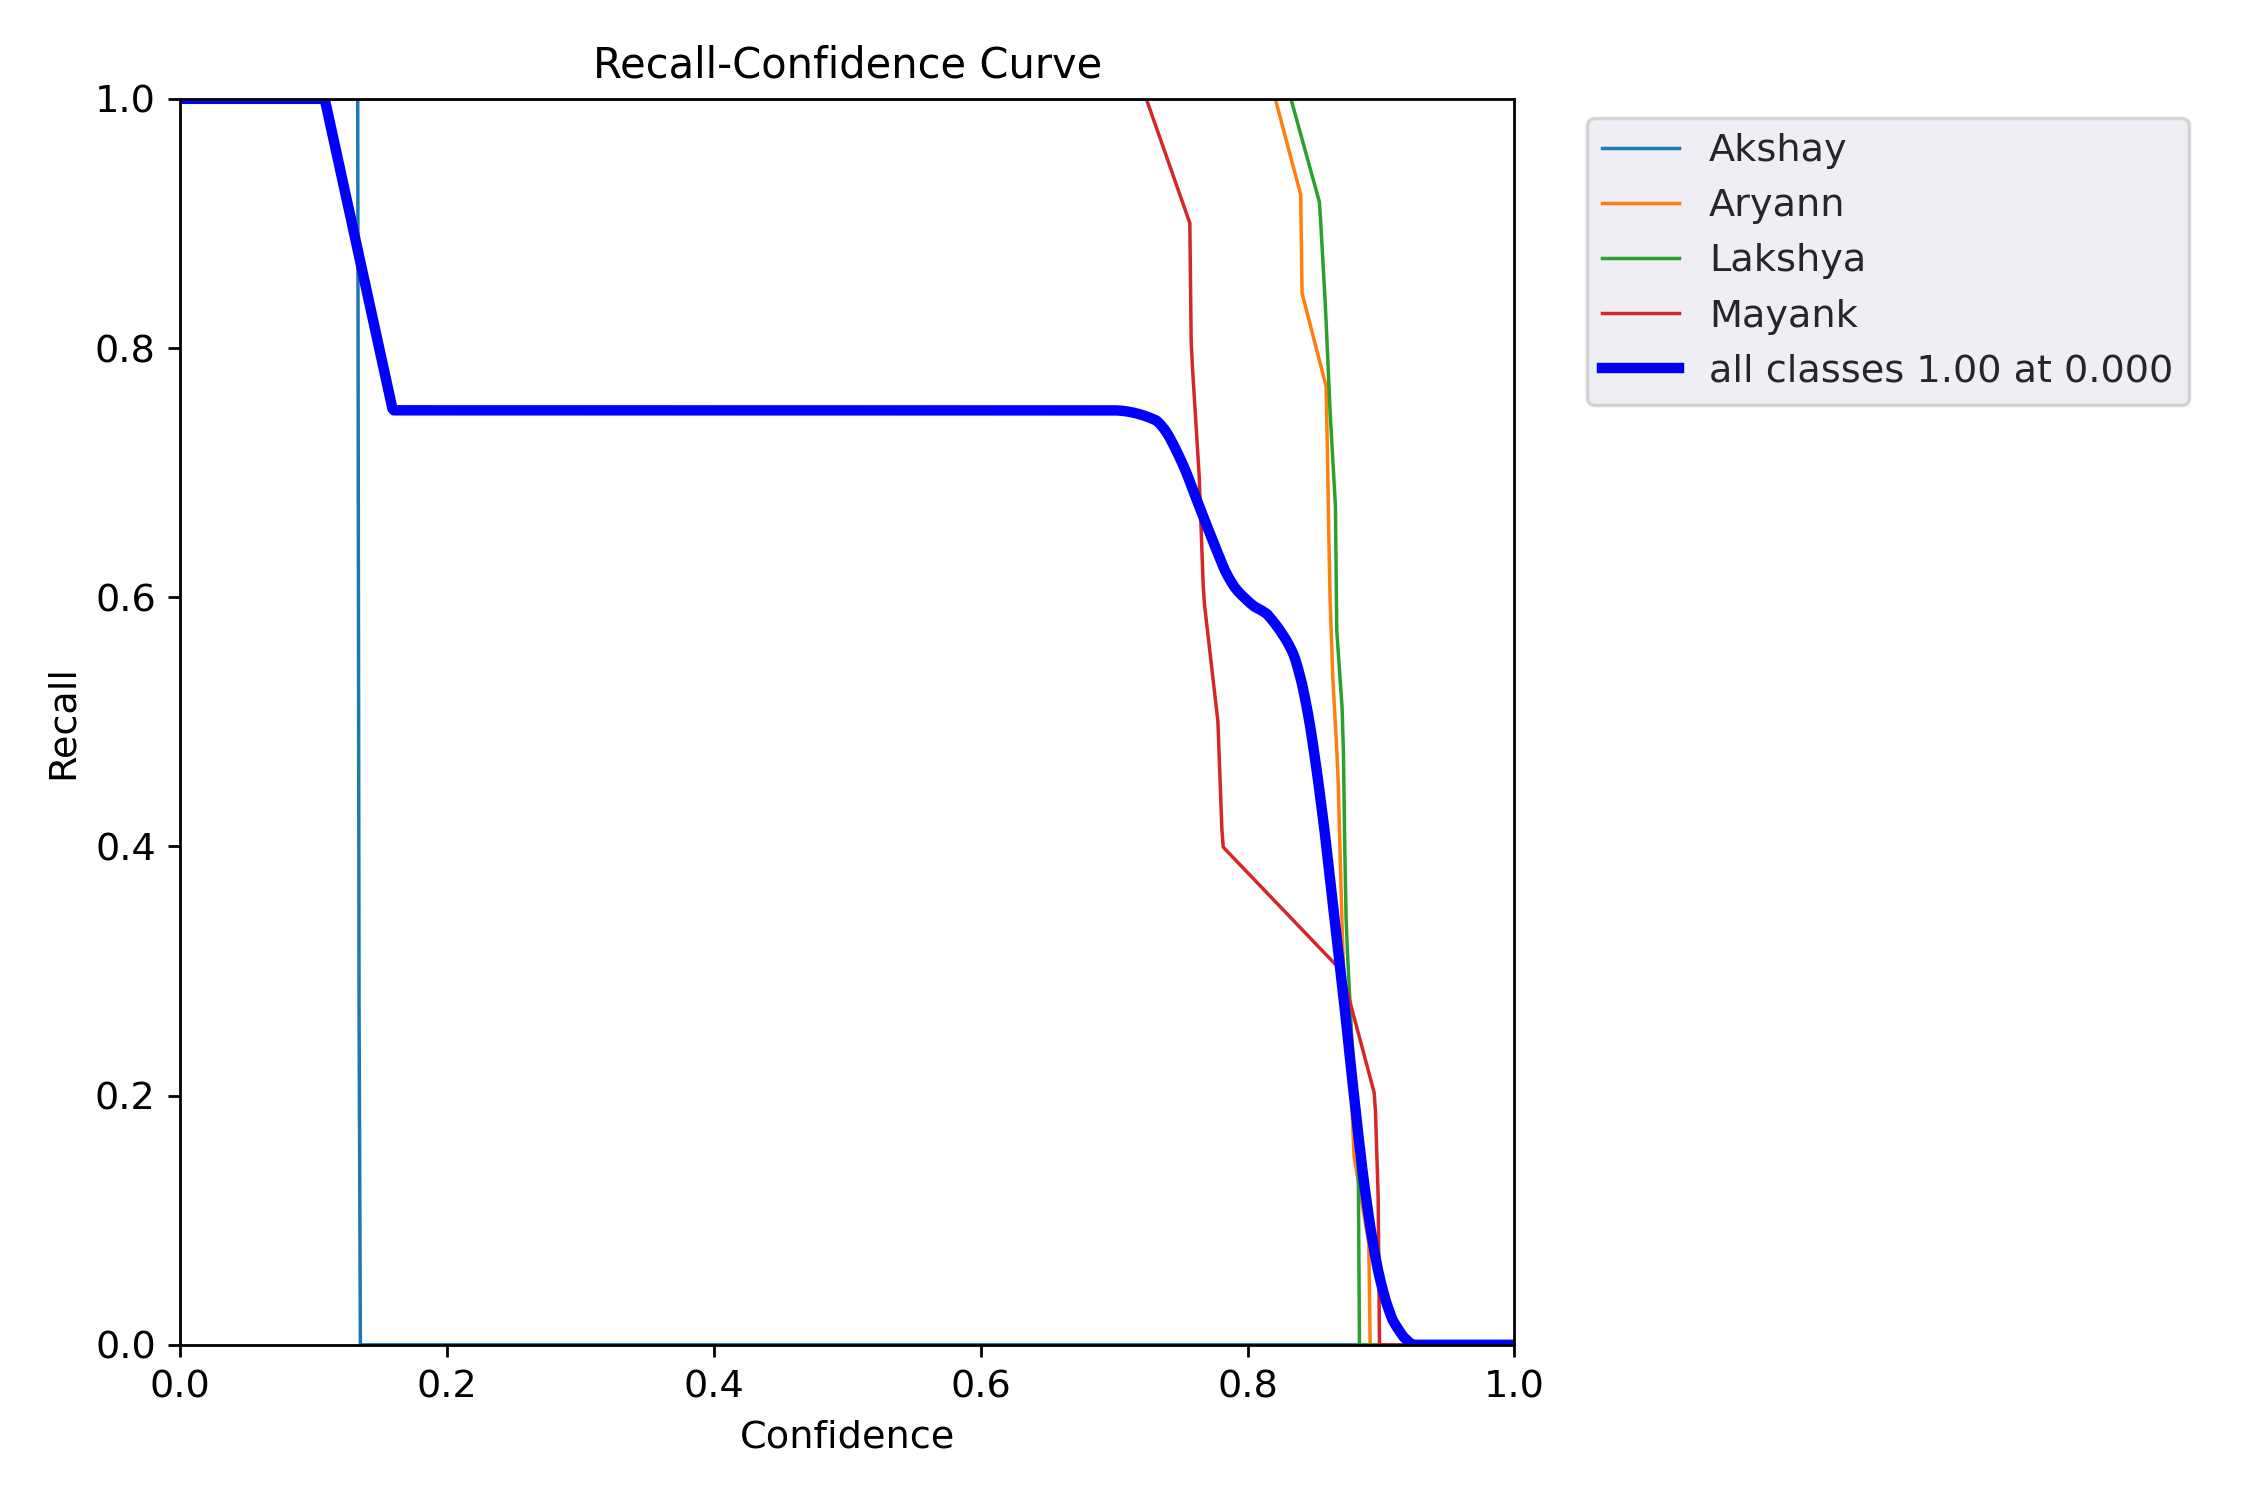 Recall-Confidence Curve
1.0
0.8
0.6
0.4
0.2
0.0
Recall
0.0 0.2 0.4 0.6 0.8 1.0
Confidence
Akshay
Aryann
Lakshya
Mayank
all classes 1.00 at 0.000